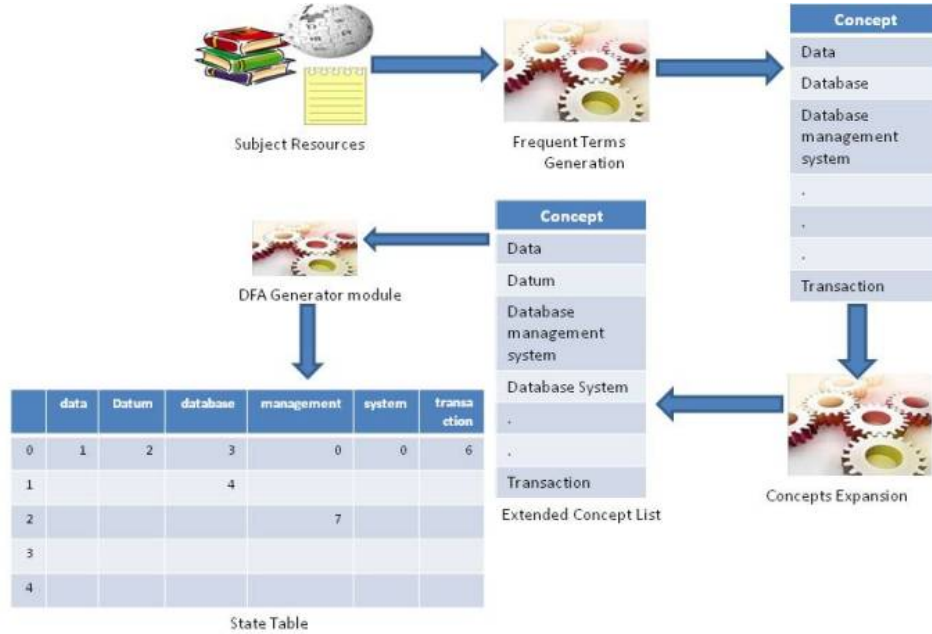 Subject Resources
Frequent Terms
Generation
Concept
Data
Database
Database
management
system
.
.
.
Transaction
Concepts Expansion
Concept
Data
Datum
Database
management
system
Database System
.
.
Transaction
Extended Concept List
DFA Generator module
data Datum database management system transa
ction
0 1 2 3 0 0 6
1 4
2 7
3
4
State Table